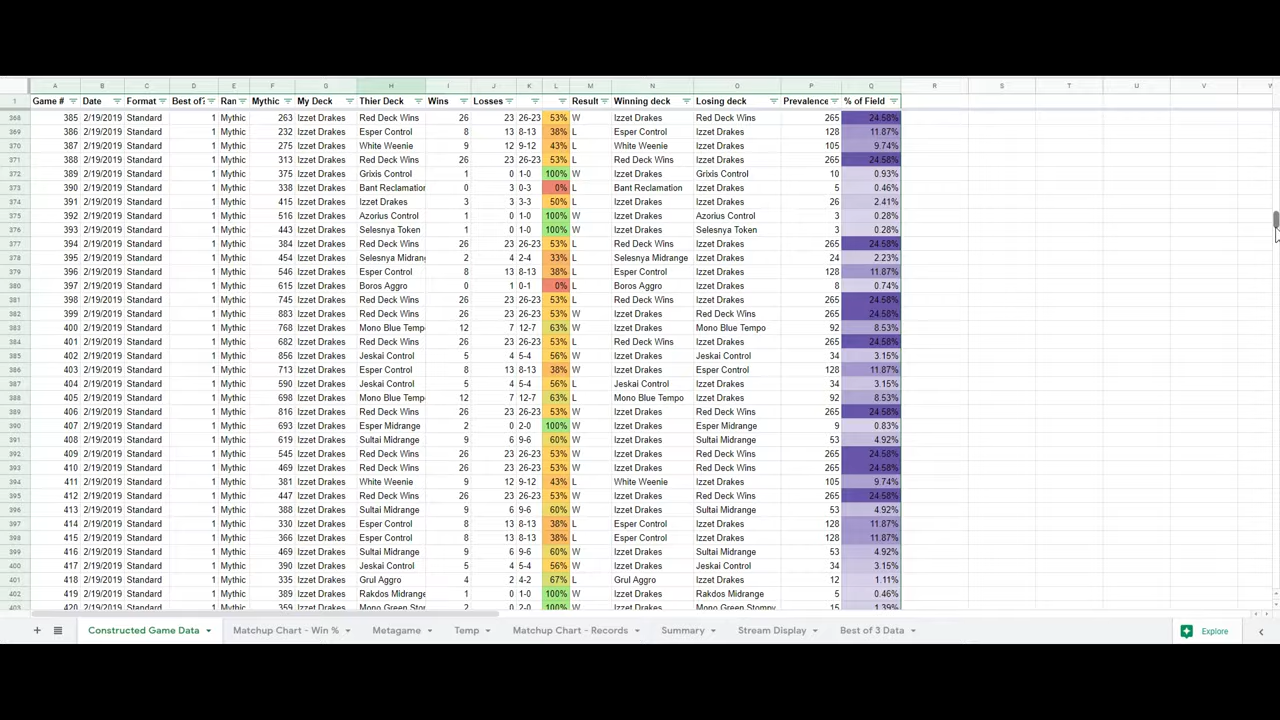 A B C D E F G H I J K L M N O P Q R S T U V W
1 Game # Date Format Best of? Ran Mythic My Deck Thier Deck Wins Losses Result Winning deck Losing deck Prevalence % of Field
368 385 2/19/2019 Standard 1 Mythic 263 Izzet Drakes Red Deck Wins 26 23 26-23 53% W Izzet Drakes Red Deck Wins 265 24.58%
369 386 2/19/2019 Standard 1 Mythic 232 Izzet Drakes Esper Control 8 13 8-13 38% L Esper Control Izzet Drakes 128 11.87%
370 387 2/19/2019 Standard 1 Mythic 275 Izzet Drakes White Weenie 9 12 9-12 43% L White Weenie Izzet Drakes 105 9.74%
371 388 2/19/2019 Standard 1 Mythic 313 Izzet Drakes Red Deck Wins 26 23 26-23 53% L Red Deck Wins Izzet Drakes 265 24.58%
372 389 2/19/2019 Standard 1 Mythic 375 Izzet Drakes Grixis Control 1 0 1-0 100% W Izzet Drakes Grixis Control 10 0.93%
373 390 2/19/2019 Standard 1 Mythic 338 Izzet Drakes Bant Reclamation 0 3 0-3 0% L Bant Reclamation Izzet Drakes 5 0.46%
374 391 2/19/2019 Standard 1 Mythic 415 Izzet Drakes Izzet Drakes 3 3 3-3 50% L Izzet Drakes Izzet Drakes 26 2.41%
375 392 2/19/2019 Standard 1 Mythic 516 Izzet Drakes Azorius Control 1 0 1-0 100% W Izzet Drakes Azorius Control 3 0.28%
376 393 2/19/2019 Standard 1 Mythic 443 Izzet Drakes Selesnya Token 1 0 1-0 100% W Izzet Drakes Selesnya Token 3 0.28%
377 394 2/19/2019 Standard 1 Mythic 384 Izzet Drakes Red Deck Wins 26 23 26-23 53% L Red Deck Wins Izzet Drakes 265 24.58%
378 395 2/19/2019 Standard 1 Mythic 454 Izzet Drakes Selesnya Midran 2 4 2-4 33% L Selesnya Midrange Izzet Drakes 24 2.23%
379 396 2/19/2019 Standard 1 Mythic 546 Izzet Drakes Esper Control 8 13 8-13 38% L Esper Control Izzet Drakes 128 11.87%
380 397 2/19/2019 Standard 1 Mythic 615 Izzet Drakes Boros Aggro 0 1 0-1 0% L Boros Aggro Izzet Drakes 8 0.74%
381 398 2/19/2019 Standard 1 Mythic 745 Izzet Drakes Red Deck Wins 26 23 26-23 53% L Red Deck Wins Izzet Drakes 265 24.58%
382 399 2/19/2019 Standard 1 Mythic 883 Izzet Drakes Red Deck Wins 26 23 26-23 53% W Izzet Drakes Red Deck Wins 265 24.58%
383 400 2/19/2019 Standard 1 Mythic 768 Izzet Drakes Mono Blue Temp 12 7 12-7 63% W Izzet Drakes Mono Blue Tempo 92 8.53%
384 401 2/19/2019 Standard 1 Mythic 682 Izzet Drakes Red Deck Wins 26 23 26-23 53% L Red Deck Wins Izzet Drakes 265 24.58%
385 402 2/19/2019 Standard 1 Mythic 856 Izzet Drakes Jeskai Control 5 4 5-4 56% W Izzet Drakes Jeskai Control 34 3.15%
386 403 2/19/2019 Standard 1 Mythic 713 Izzet Drakes Esper Control 8 13 8-13 38% W Izzet Drakes Esper Control 128 11.87%
387 404 2/19/2019 Standard 1 Mythic 590 Izzet Drakes Jeskai Control 5 4 5-4 56% L Jeskai Control Izzet Drakes 34 3.15%
388 405 2/19/2019 Standard 1 Mythic 698 Izzet Drakes Mono Blue Temp 12 7 12-7 63% L Mono Blue Tempo Izzet Drakes 92 8.53%
389 406 2/19/2019 Standard 1 Mythic 816 Izzet Drakes Red Deck Wins 26 23 26-23 53% W Izzet Drakes Red Deck Wins 265 24.58%
390 407 2/19/2019 Standard 1 Mythic 693 Izzet Drakes Esper Midrange 2 0 2-0 100% W Izzet Drakes Esper Midrange 9 0.83%
391 408 2/19/2019 Standard 1 Mythic 619 Izzet Drakes Sultai Midrange 9 6 9-6 60% W Izzet Drakes Sultai Midrange 53 4.92%
392 409 2/19/2019 Standard 1 Mythic 545 Izzet Drakes Red Deck Wins 26 23 26-23 53% W Izzet Drakes Red Deck Wins 265 24.58%
393 410 2/19/2019 Standard 1 Mythic 469 Izzet Drakes Red Deck Wins 26 23 26-23 53% W Izzet Drakes Red Deck Wins 265 24.58%
394 411 2/19/2019 Standard 1 Mythic 381 Izzet Drakes White Weenie 9 12 9-12 43% L White Weenie Izzet Drakes 105 9.74%
395 412 2/19/2019 Standard 1 Mythic 447 Izzet Drakes Red Deck Wins 26 23 26-23 53% W Izzet Drakes Red Deck Wins 265 24.58%
396 413 2/19/2019 Standard 1 Mythic 388 Izzet Drakes Sultai Midrange 9 6 9-6 60% W Izzet Drakes Sultai Midrange 53 4.92%
397 414 2/19/2019 Standard 1 Mythic 330 Izzet Drakes Esper Control 8 13 8-13 38% L Esper Control Izzet Drakes 128 11.87%
398 415 2/19/2019 Standard 1 Mythic 366 Izzet Drakes Esper Control 8 13 8-13 38% L Esper Control Izzet Drakes 128 11.87%
399 416 2/19/2019 Standard 1 Mythic 469 Izzet Drakes Sultai Midrange 9 6 9-6 60% W Izzet Drakes Sultai Midrange 53 4.92%
400 417 2/19/2019 Standard 1 Mythic 390 Izzet Drakes Jeskai Control 5 4 5-4 56% W Izzet Drakes Jeskai Control 34 3.15%
401 418 2/19/2019 Standard 1 Mythic 335 Izzet Drakes Grul Aggro 4 2 4-2 67% L Grul Aggro Izzet Drakes 12 1.11%
402 419 2/19/2019 Standard 1 Mythic 389 Izzet Drakes Rakdos Midrange 1 0 1-0 100% W Izzet Drakes Rakdos Midrange 5 0.46%
403 420 2/19/2019 Standard 1 Mythic 359 Izzet Drakes Mono Green Stom 2 0 2-0 100% W Izzet Drakes Mono Green Stompy 15 1.39%
Constructed Game Data Matchup Chart - Win % Metagame Temp Matchup Chart - Records Summary Stream Display Best of 3 Data Explore